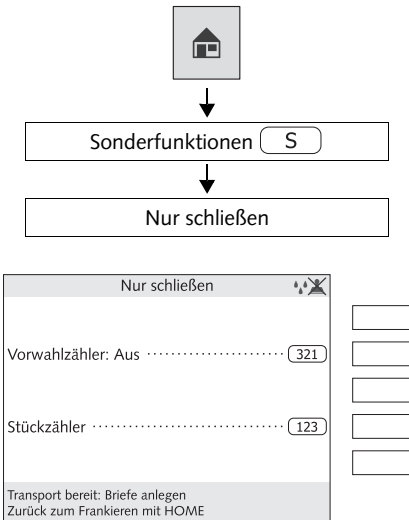 Sonderfunktionen S
Nur schließen
Nur schließen
Vorwahlzähler: Aus ························ 321
Stückzähler ································· 123
Transport bereit: Briefe anlegen
Zurück zum Frankieren mit HOME